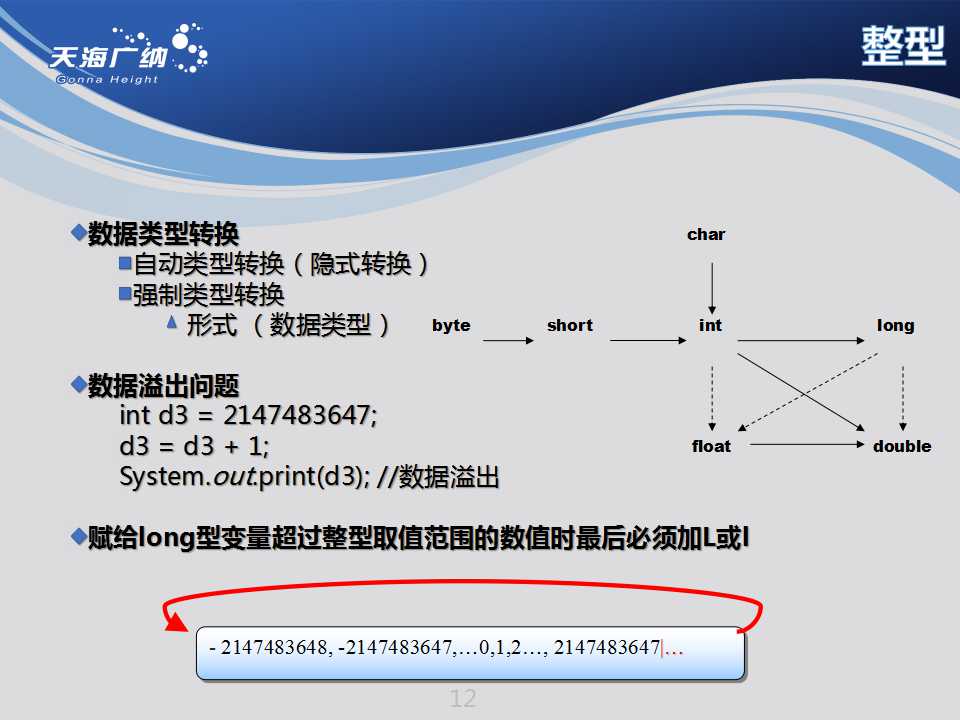 天海广纳
Gonna Height
整型
数据类型转换
自动类型转换（隐式转换）
强制类型转换
形式 （数据类型）
char
byte
short
int
long
float
double
数据溢出问题
int d3 = 2147483647;
d3 = d3 + 1;
System.out.print(d3); //数据溢出
赋给long型变量超过整型取值范围的数值时最后必须加L或l
- 2147483648, -2147483647,…0,1,2…, 2147483647|…
12